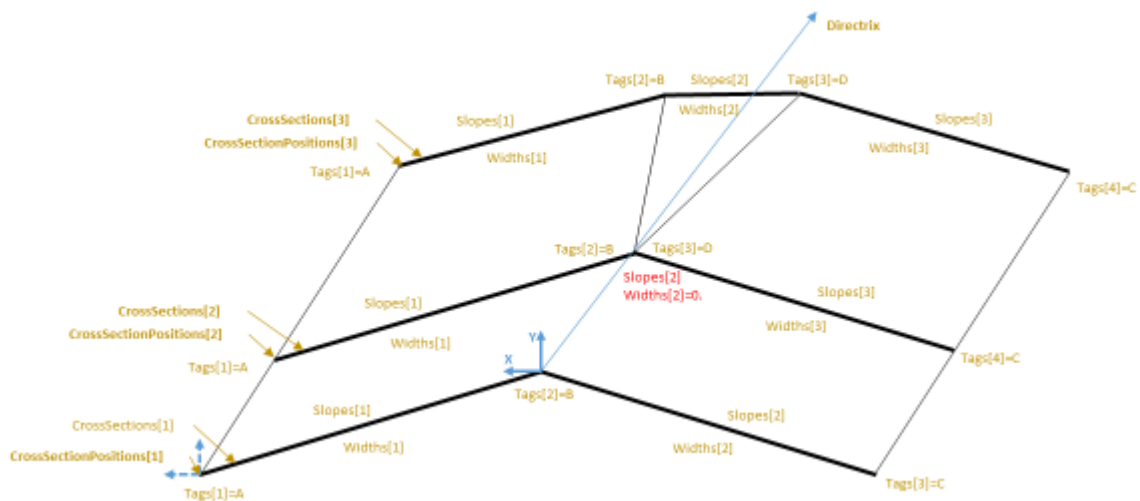 Directrix
Tags[2]=B
Slopes[2]
Tags[3]=D
Widths[2]
CrossSections[3]
Slopes[1]
Slopes[3]
CrossSectionPositions[3]
Widths[1]
Widths[3]
Tags[1]=A
Tags[4]=C
Tags[2]=B
Tags[3]=D
Slopes[2]
Widths[2]=0.
CrossSections[2]
Slopes[1]
Slopes[3]
CrossSectionPositions[2]
Widths[1]
Widths[3]
Tags[1]=A
Tags[4]=C
Y
X
Tags[2]=B
CrossSections[1]
Slopes[1]
Slopes[2]
CrossSectionPositions[1]
Widths[1]
Widths[2]
Tags[1]=A
Tags[3]=C